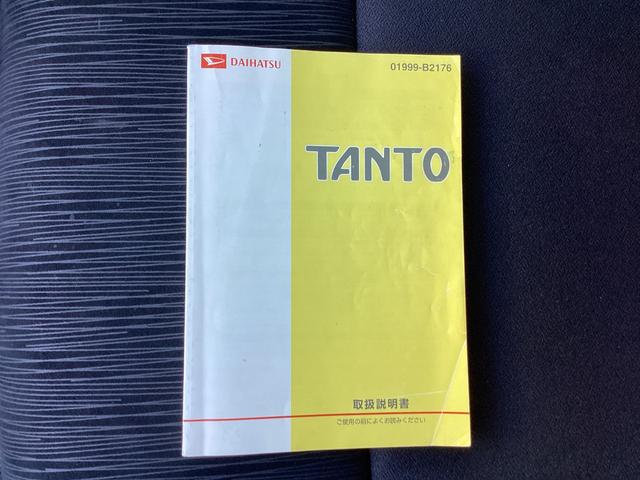 DAIHATSU
01999-B2176
TANTO
取扱説明書
ご使用の前によくお読みください